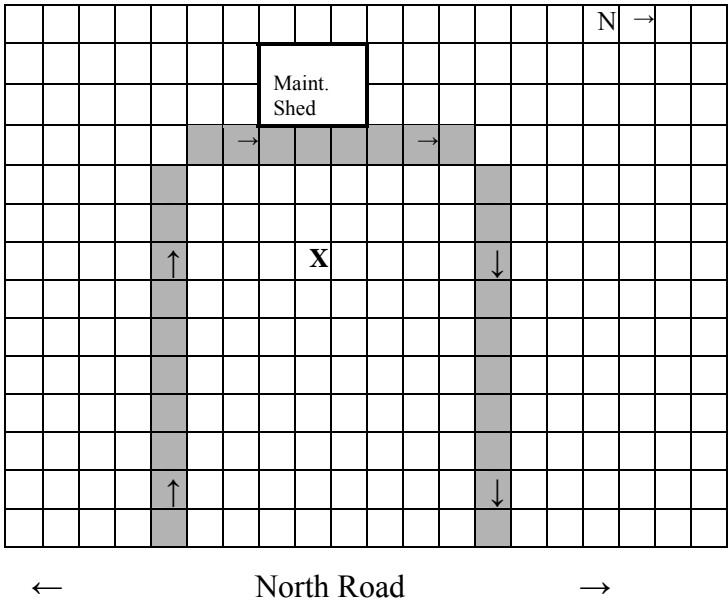 N →
Maint.
Shed
→ →
↑ X ↓
↑ ↓
← North Road →